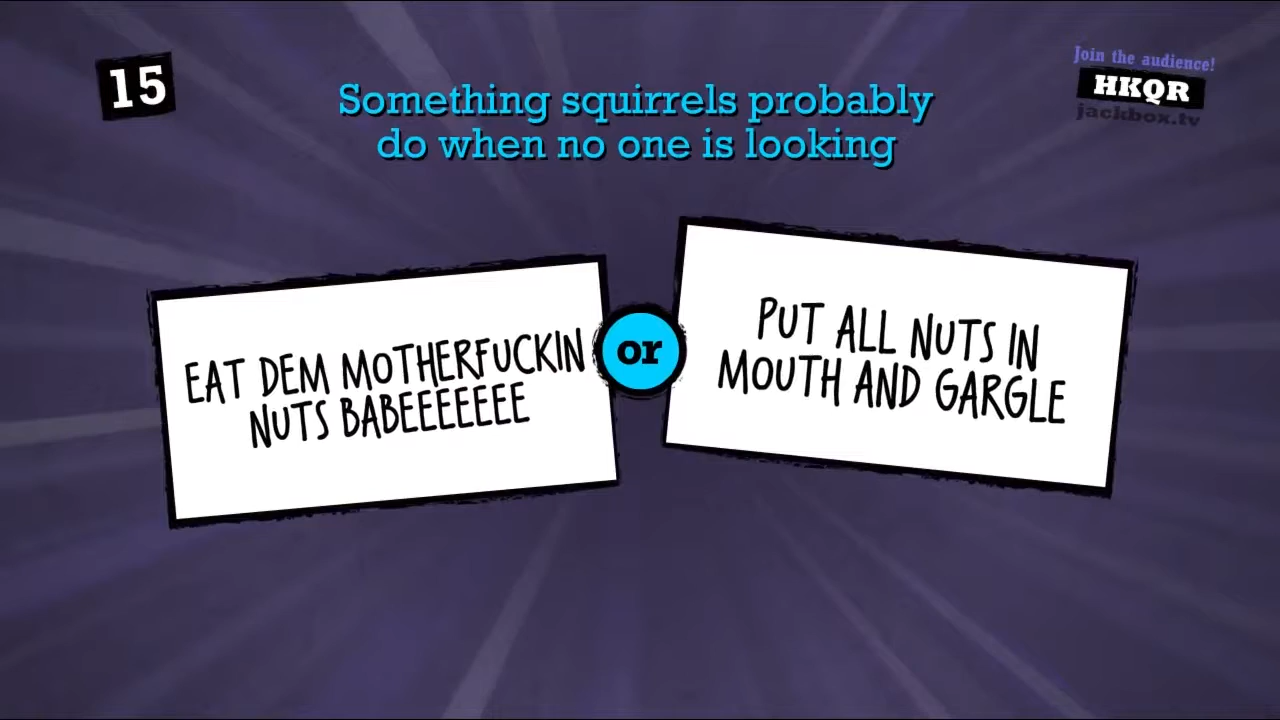 15
Something squirrels probably
do when no one is looking
Join the audience!
HKQR
jackbox.tv
EAT DEM MOTHERFUCKIN
NUTS BABEEEEEEE
or
PUT ALL NUTS IN
MOUTH AND GARGLE